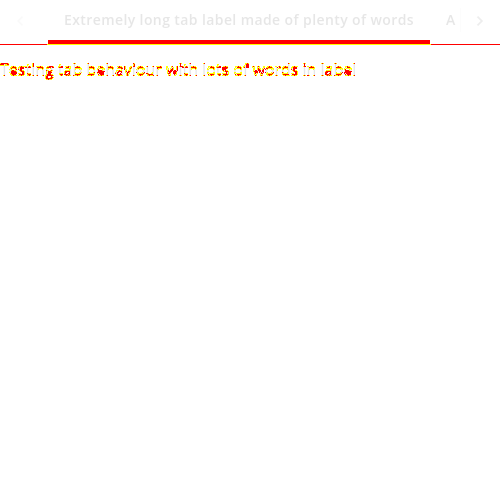 Extremely long tab label made of plenty of words A
Testing tab behaviour with lots of words in label